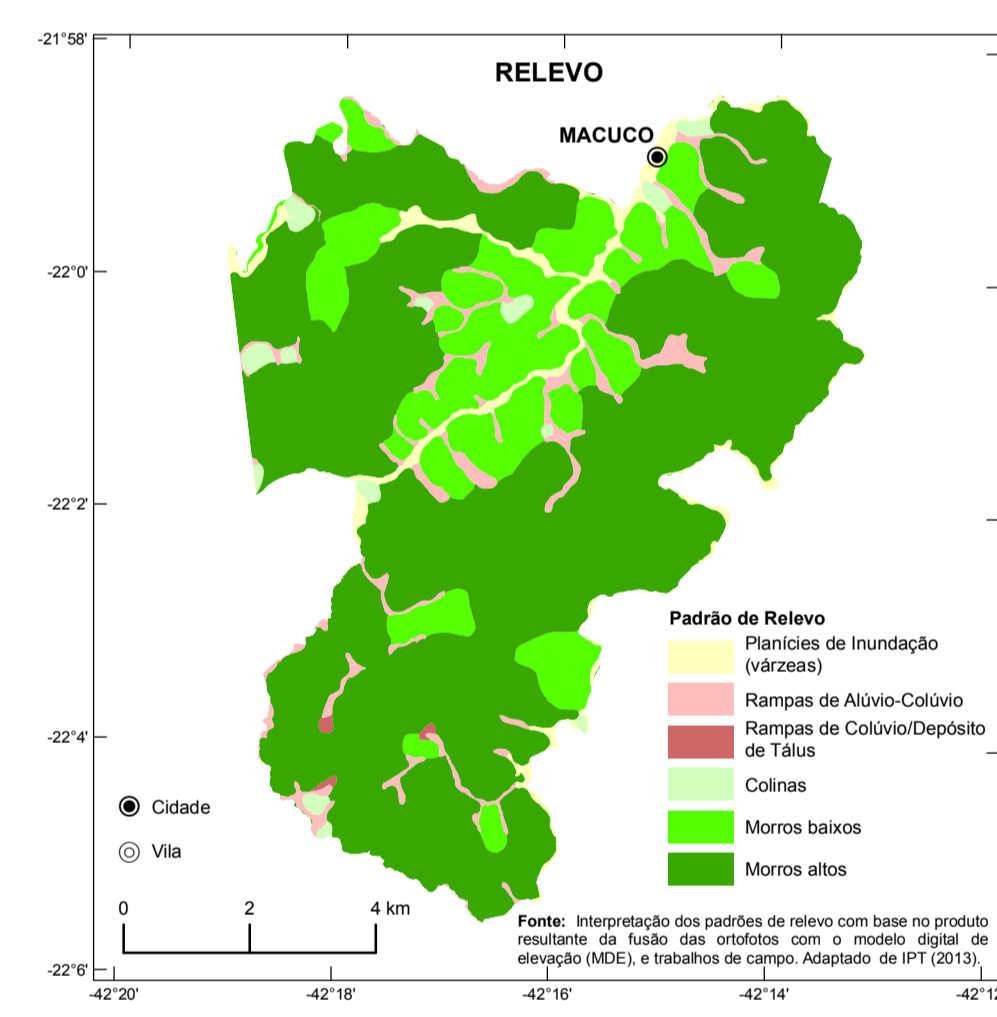 -21°58'
RELEVO
MACUCO
-22°0'
-22°2'
Padrão de Relevo
Planícies de Inundação
(várzeas)
Rampas de Alúvio-Colúvio
Rampas de Colúvio/Depósito
de Tálus
Colinas
Morros baixos
Morros altos
-22°4'
Cidade
Vila
0 2 4 km
Fonte: Interpretação dos padrões de relevo com base no produto
resultante da fusão das ortofotos com o modelo digital de
elevação (MDE), e trabalhos de campo. Adaptado de IPT (2013).
-22°6'
-42°20' -42°18' -42°16' -42°14' -42°12